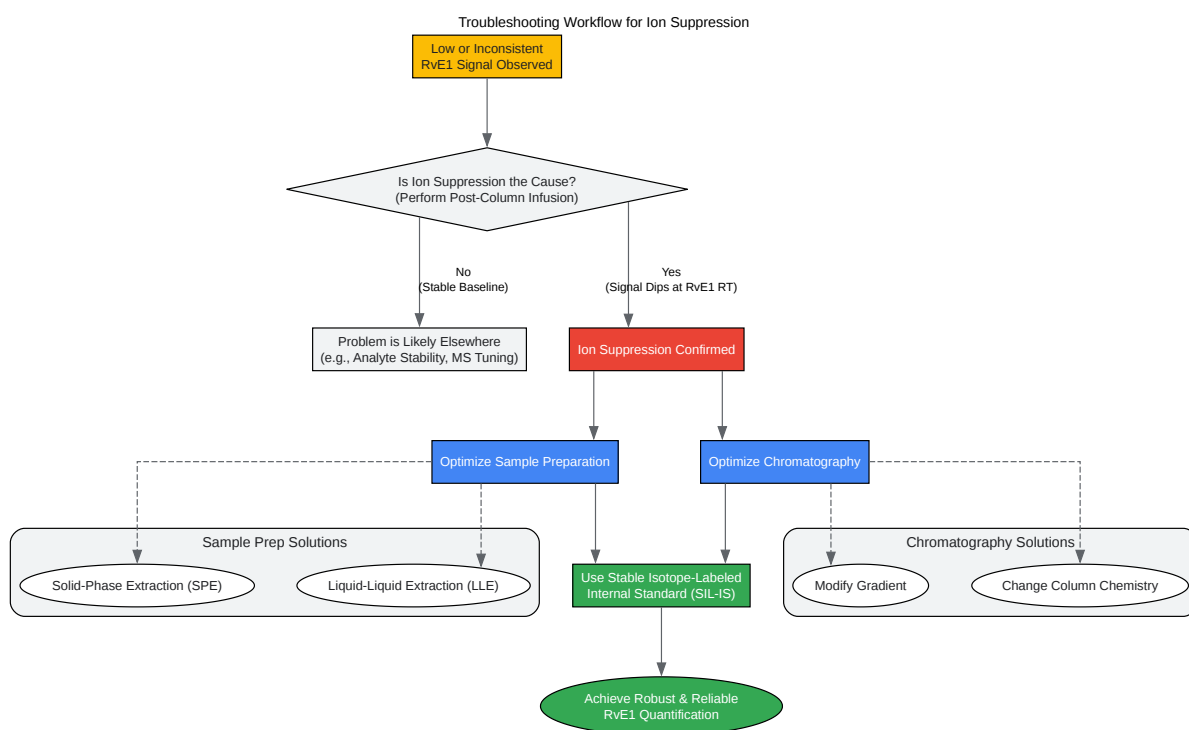 Troubleshooting Workflow for Ion Suppression
Low or Inconsistent
RvE1 Signal Observed
Is Ion Suppression the Cause?
(Perform Post-Column Infusion)
No
(Stable Baseline)
Yes
(Signal Dips at RvE1 RT)
Problem is Likely Elsewhere
(e.g., Analyte Stability, MS Tuning)
Ion Suppression Confirmed
Optimize Sample Preparation
Optimize Chromatography
Sample Prep Solutions
Solid-Phase Extraction (SPE)
Liquid-Liquid Extraction (LLE)
Use Stable Isotope-Labeled
Internal Standard (SIL-IS)
Chromatography Solutions
Modify Gradient
Change Column Chemistry
Achieve Robust & Reliable
RvE1 Quantification